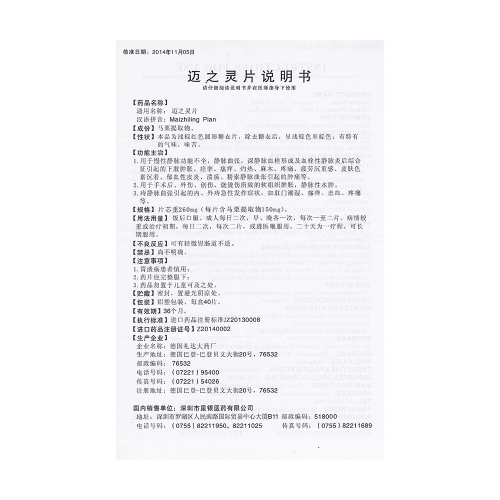 核准日期：2014年11月05日
迈之灵片说明书
请仔细阅读说明书并在医师指导下使用
【药品名称】
通用名称：迈之灵片
汉语拼音：Maizhiling Pian
【成份】马栗提取物。
【性状】本品为浅棕红色圆形糖衣片，除去糖衣后，呈浅棕色至棕色；有特有
的气味，味苦。
【功能主治】
1.用于慢性静脉功能不全，静脉曲张，深静脉血栓形成及血栓性静脉炎后综合
征引起的下肢肿胀、痉挛、瘙痒、灼热、麻木、疼痛、疲劳沉重感、皮肤色
素沉着、郁血性皮炎、溃疡、精索静脉曲张引起的肿痛等。
2.用于手术后、外伤、创伤、烧烫伤所致的软组织肿胀、静脉性水肿。
3.痔静脉曲张引起的内、外痔急性发作症状，如肛门潮湿、瘙痒、出血、疼痛
等。
【规格】片芯重260mg（每片含马栗提取物150mg）。
【用法用量】饭后口服，成人每日二次，早、晚各一次，每次一至二片，病情较
重或治疗初期，每日二次，每次二片，或遵医嘱服用，二十天为一疗程，可长
期服用。
【不良反应】可有轻微胃肠道不适。
【禁忌】尚不明确。
【注意事项】
1.胃溃疡患者慎用；
2.药片应完整服下；
3.药品勿置于儿童可及之处。
【贮藏】密封，置避光阴凉处。
【包装】铝塑包装，每盒40片。
【有效期】36个月。
【执行标准】进口药品注册标准JZ20130008
【进口药品注册证号】Z20140002
【生产企业】
企业名称：德国礼达大药厂
生产地址：德国巴登-巴登贝文大街20号，76532
邮政编码： 76532
电话号码：（07221）95400
传真号码：（07221）54026
注册地址：德国巴登-巴登贝文大街20号，76532
国内销售单位：深圳市星银医药有限公司
地址：深圳市罗湖区人民南路国际贸易中心大厦B11 邮政编码：518000
电话号码：（0755）82211950、82211025 传真号码：（0755）82211689